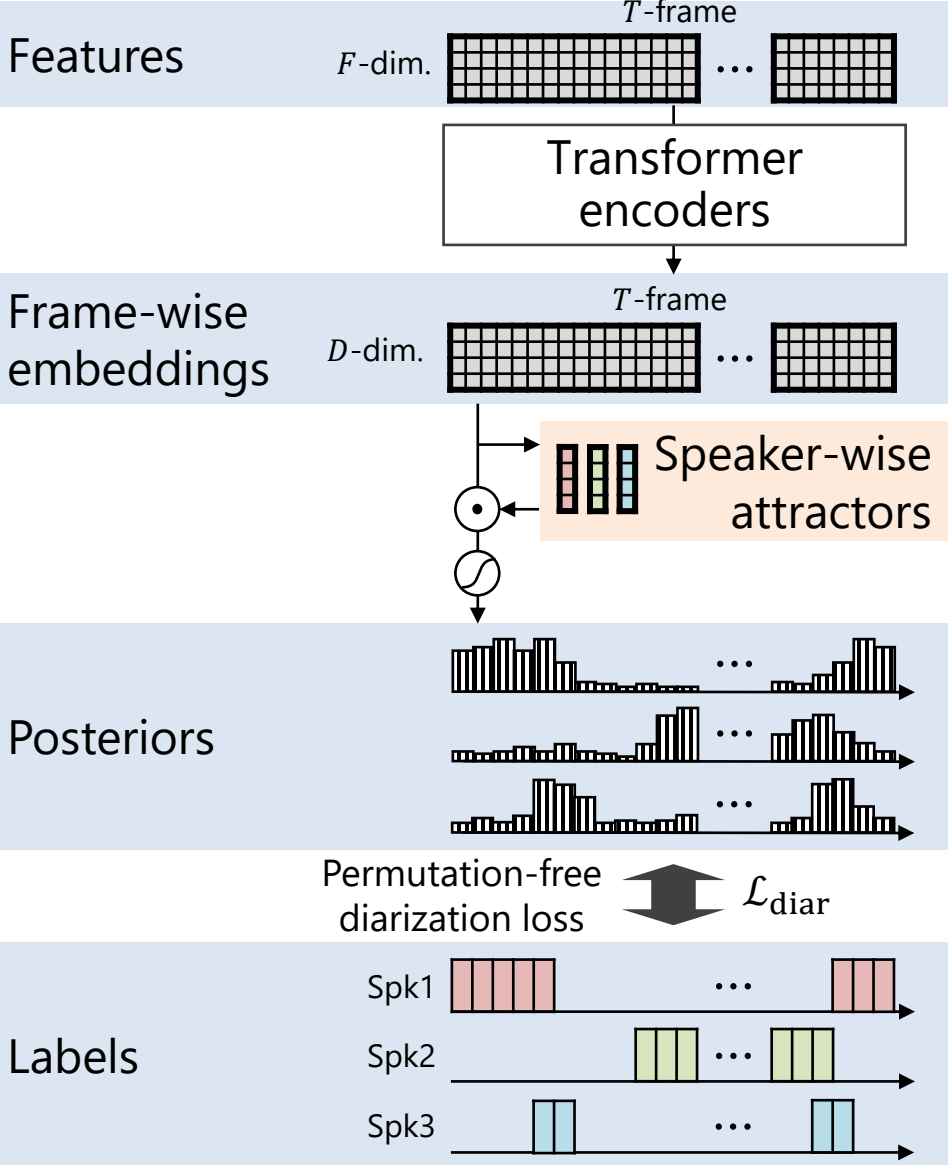 T-frame
Features
F-dim.
...
Transformer
encoders
Frame-wise
embeddings
T-frame
D-dim.
...
Speaker-wise
attractors
Posteriors
...
...
...
Permutation-free
diarization loss
ℒdiar
Labels
Spk1
...
Spk2
...
Spk3
...